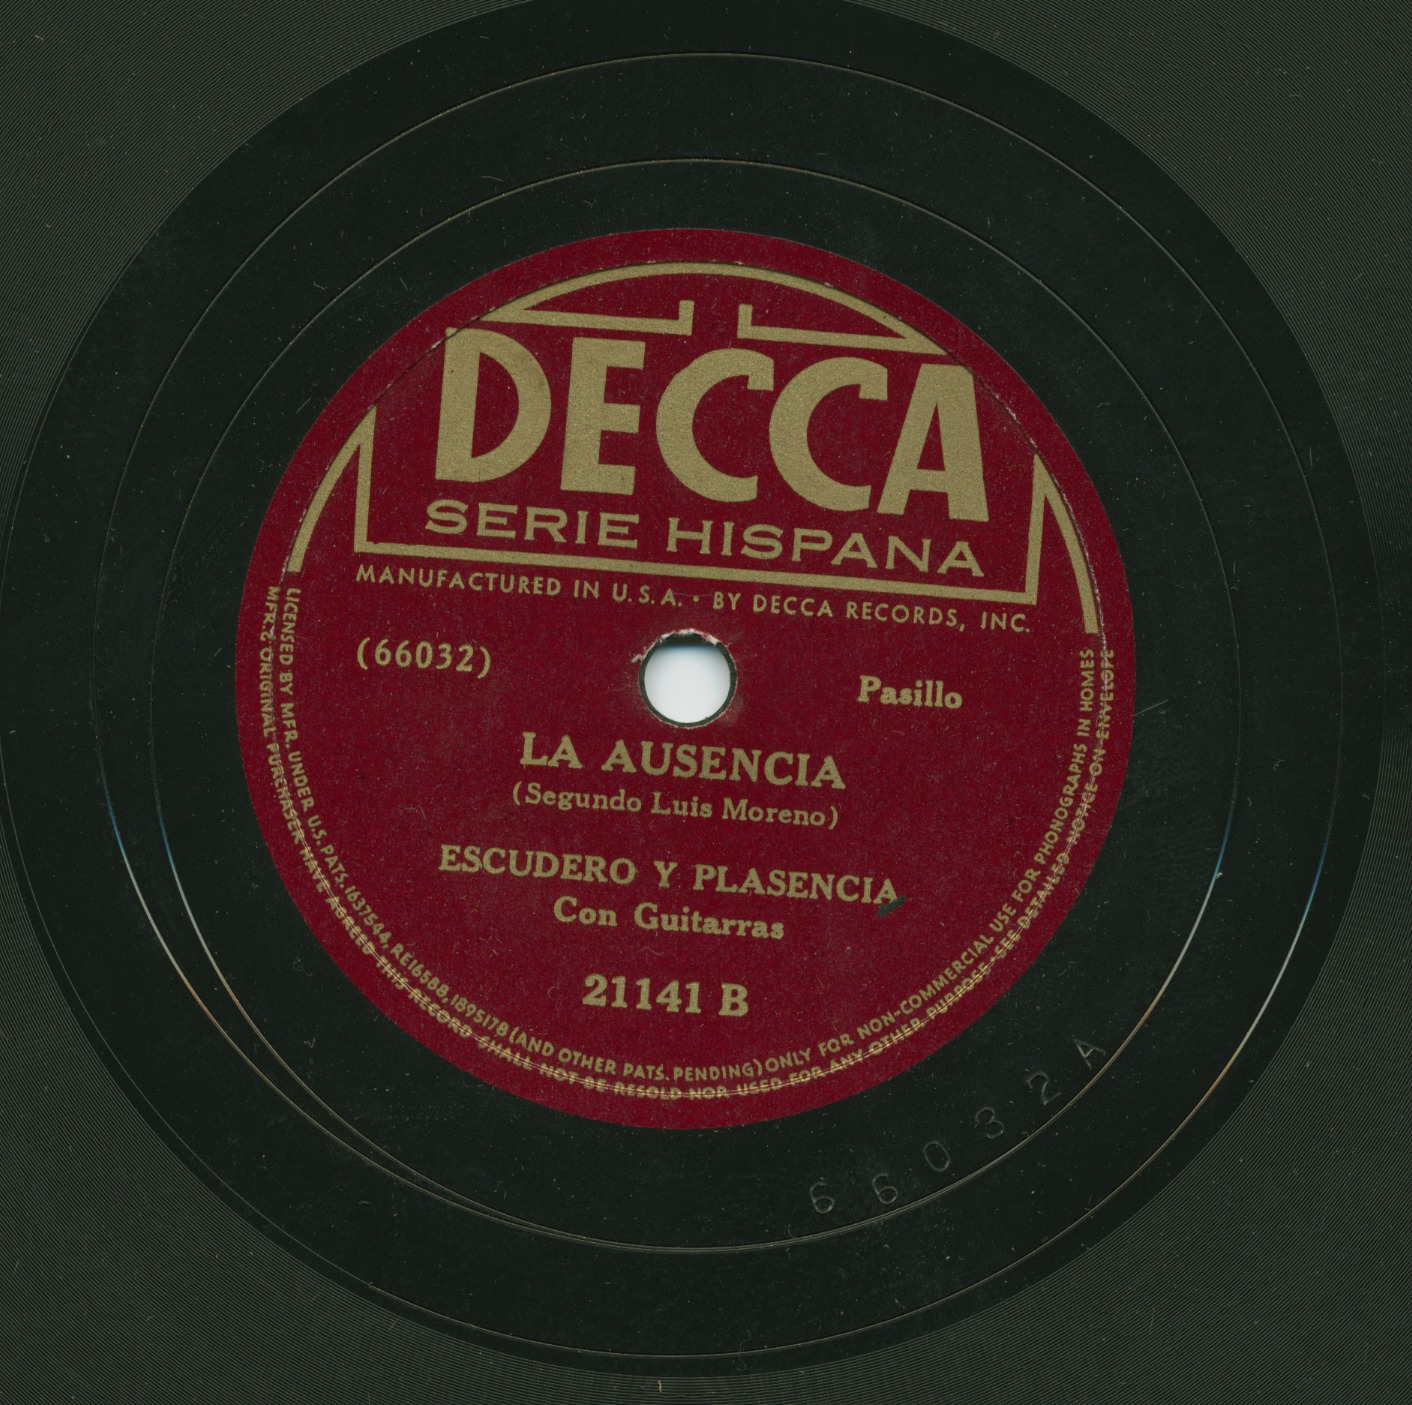 DECCA
SERIE HISPANA
MANUFACTURED IN U.S.A. • BY DECCA RECORDS, INC.
(66032)
Pasillo
LA AUSENCIA
(Segundo Luis Moreno)
ESCUDERO Y PLASENCIA
Con Guitarras
21141 B
LICENSED BY MFR. UNDER U.S. PATS. 1637544, RE16588, 1895178 (AND OTHER PATS. PENDING) ONLY FOR NON-COMMERCIAL USE FOR PHONOGRAPHS IN HOMES
MFR. & ORIGINAL PURCHASER HAVE AGREED THIS RECORD SHALL NOT BE RESOLD NOR USED FOR ANY OTHER PURPOSE • SEE DETAILED NOTICE ON ENVELOPE
66032 A